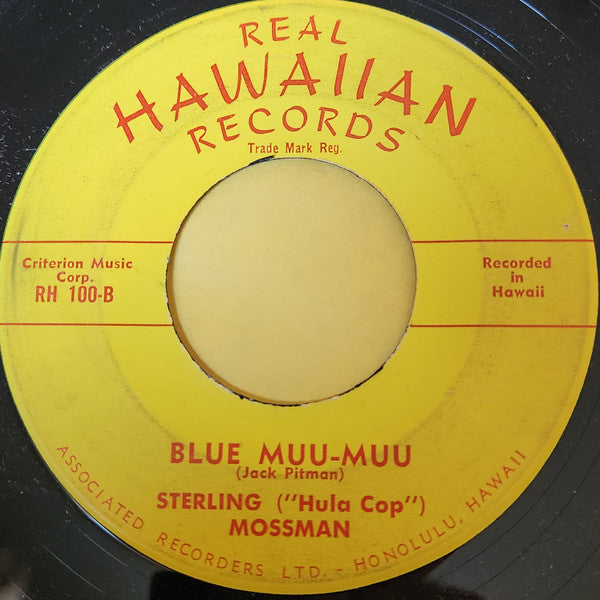 REAL
HAWAIIAN
RECORDS
Trade Mark Reg.
Criterion Music
Corp.
RH 100-B
Recorded
in
Hawaii
BLUE MUU-MUU
(Jack Pitman)
STERLING ("Hula Cop")
MOSSMAN
ASSOCIATED RECORDERS LTD. - HONOLULU, HAWAII